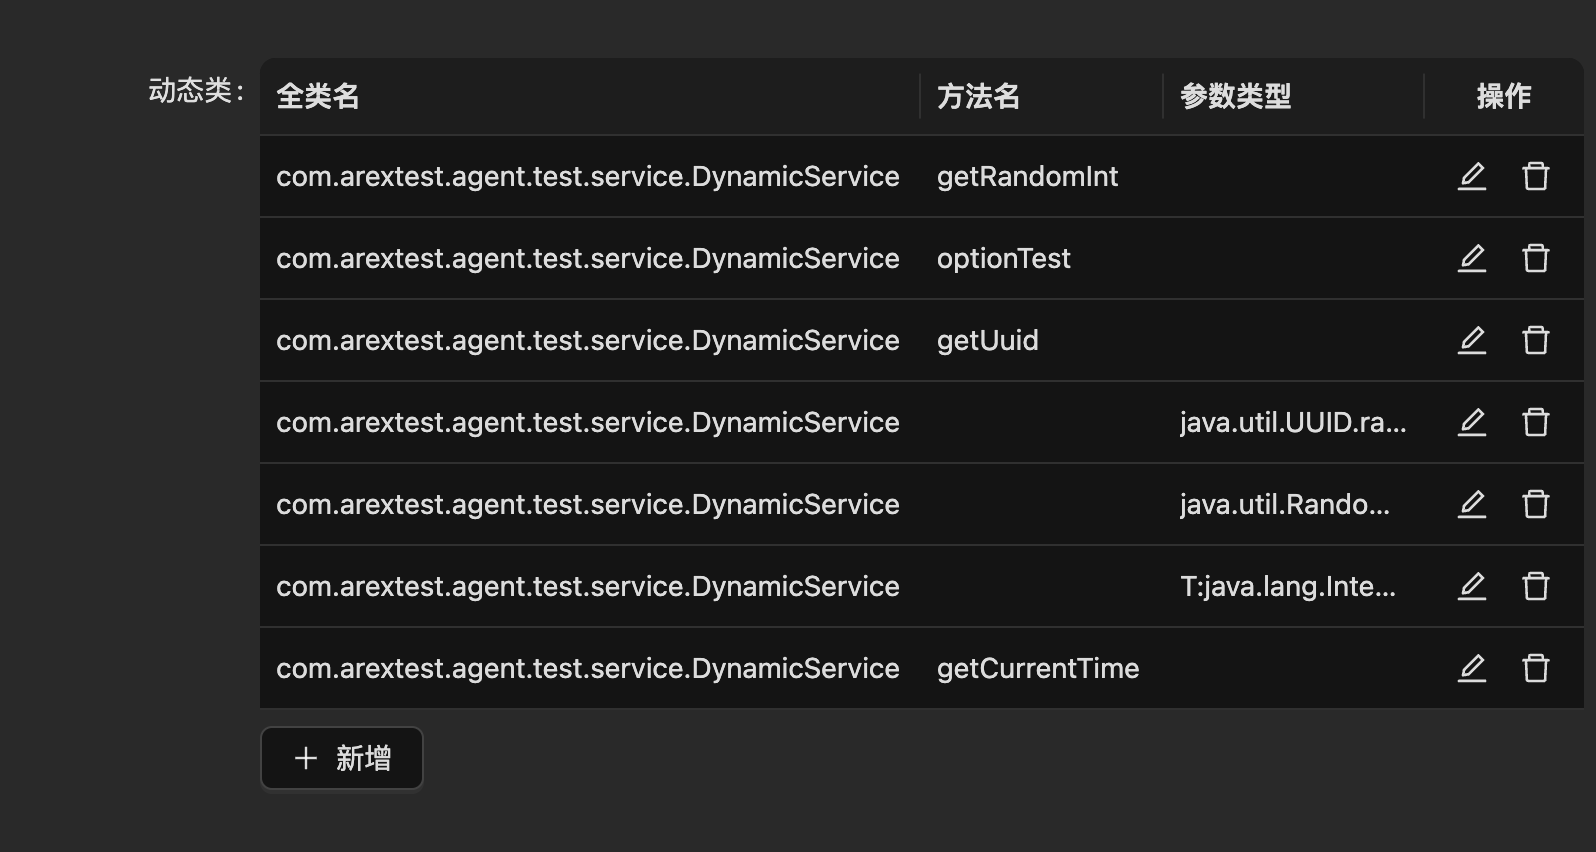 动态类:
全类名 方法名 参数类型 操作
com.arextest.agent.test.service.DynamicService getRandomInt
com.arextest.agent.test.service.DynamicService optionTest
com.arextest.agent.test.service.DynamicService getUuid
com.arextest.agent.test.service.DynamicService java.util.UUID.ra...
com.arextest.agent.test.service.DynamicService java.util.Rando...
com.arextest.agent.test.service.DynamicService T:java.lang.Inte...
com.arextest.agent.test.service.DynamicService getCurrentTime
+ 新增